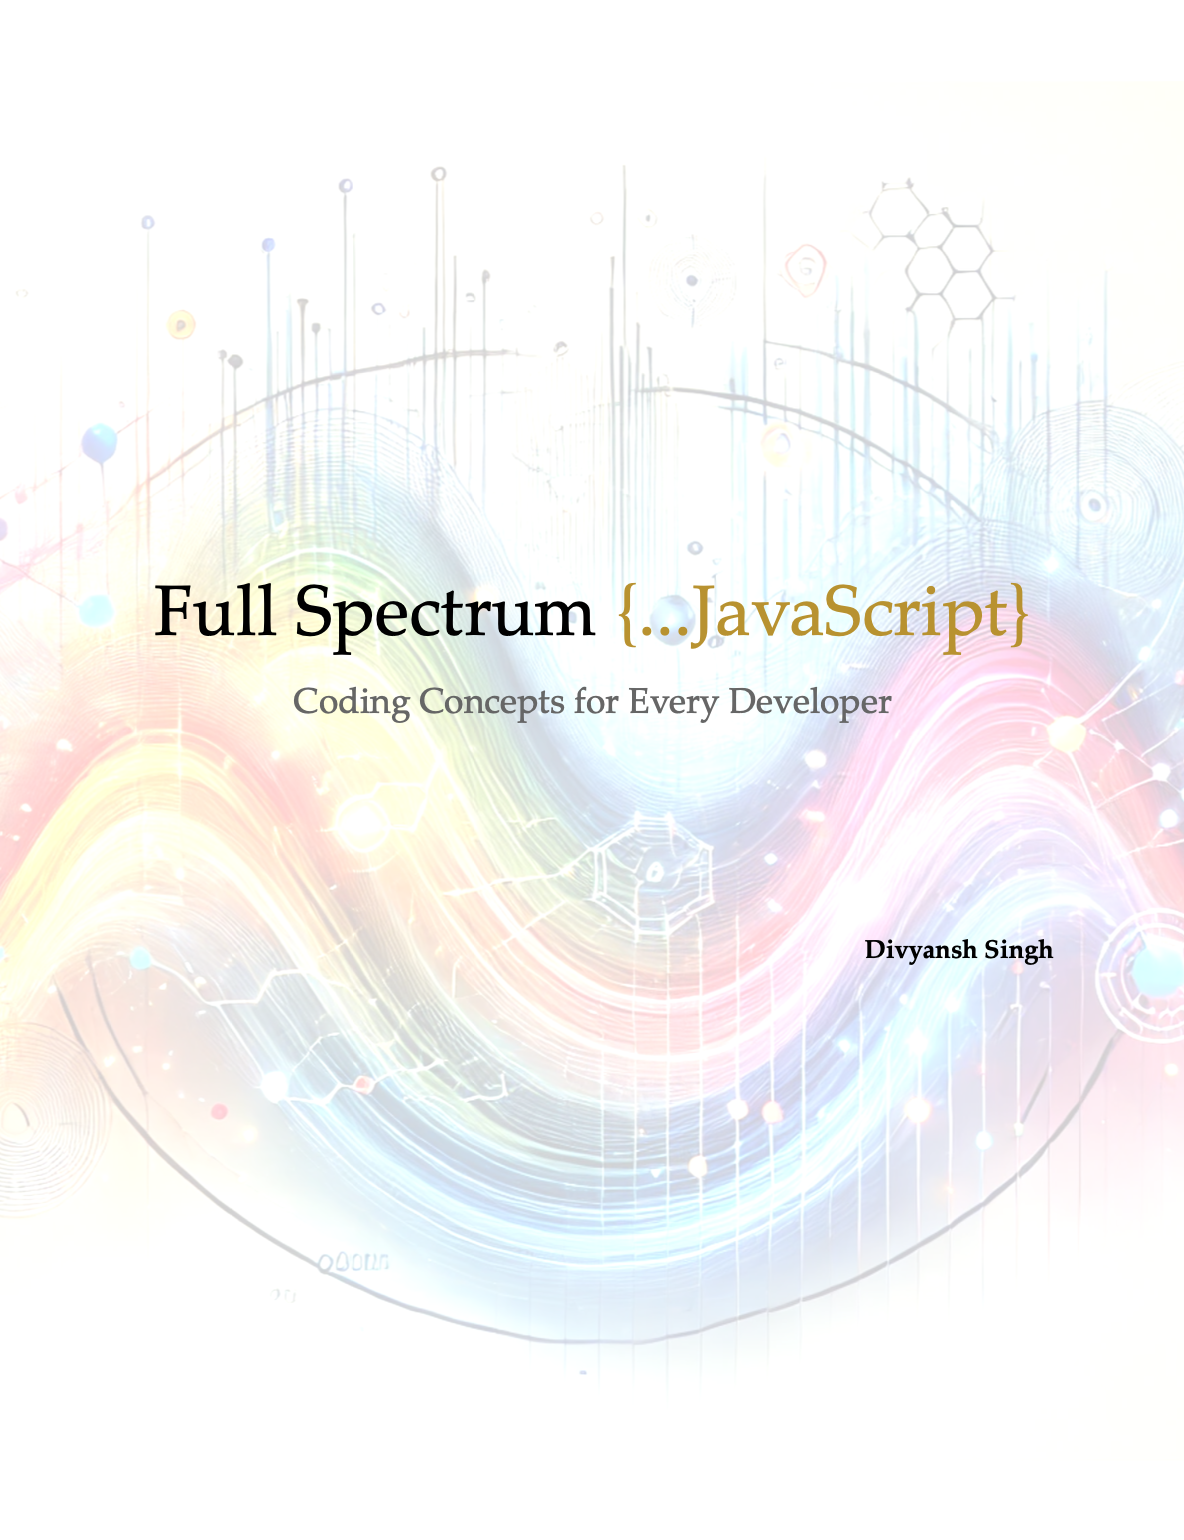 Full Spectrum {...JavaScript}
Coding Concepts for Every Developer
Divyansh Singh